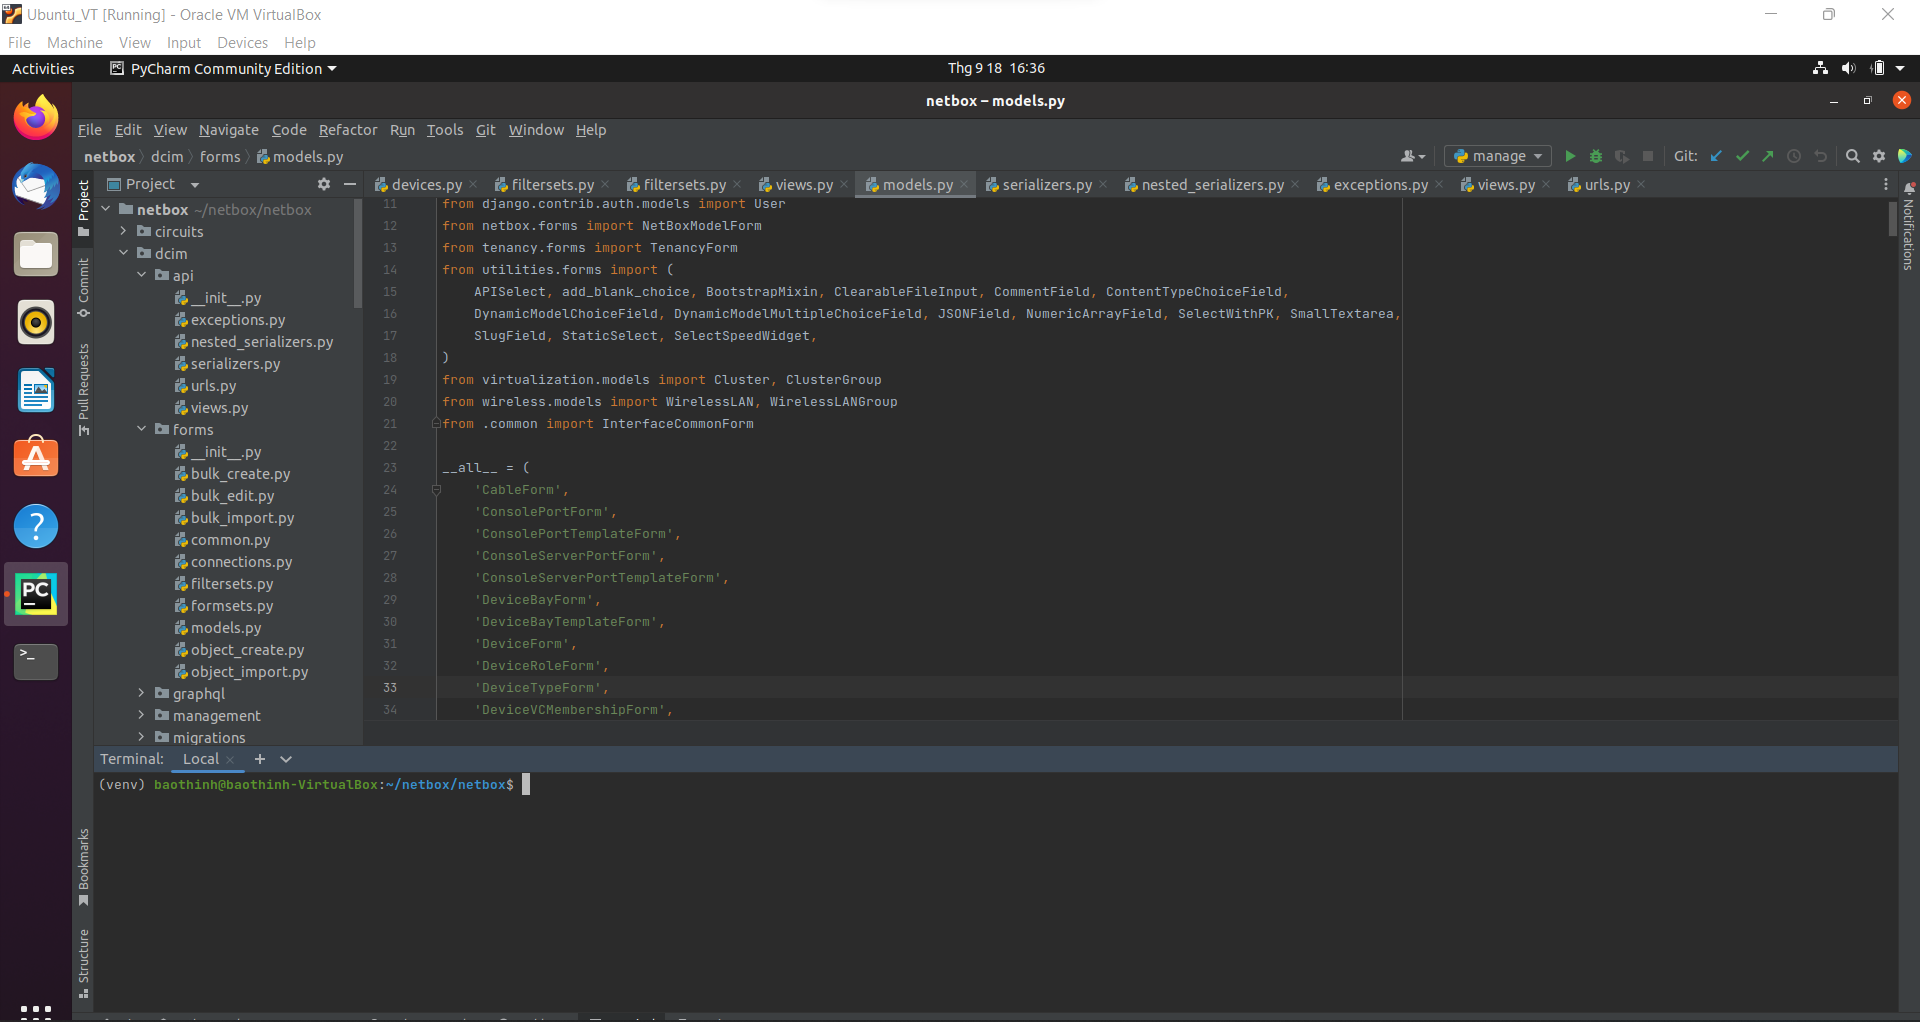 Ubuntu_VT [Running] - Oracle VM VirtualBox
File Machine View Input Devices Help
Activities PyCharm Community Edition Thg 9 18 16:36
netbox – models.py
File Edit View Navigate Code Refactor Run Tools Git Window Help
netbox dcim forms models.py manage Git:
Project devices.py filtersets.py filtersets.py views.py models.py serializers.py nested_serializers.py exceptions.py views.py urls.py
Project
Commit
Pull Requests
Bookmarks
Structure
Notifications
netbox ~/netbox/netbox
circuits
dcim
api
__init__.py
exceptions.py
nested_serializers.py
serializers.py
urls.py
views.py
forms
__init__.py
bulk_create.py
bulk_edit.py
bulk_import.py
common.py
connections.py
filtersets.py
formsets.py
models.py
object_create.py
object_import.py
graphql
management
migrations
11 from django.contrib.auth.models import User
12 from netbox.forms import NetBoxModelForm
13 from tenancy.forms import TenancyForm
14 from utilities.forms import (
15 APISelect, add_blank_choice, BootstrapMixin, ClearableFileInput, CommentField, ContentTypeChoiceField,
16 DynamicModelChoiceField, DynamicModelMultipleChoiceField, JSONField, NumericArrayField, SelectWithPK, SmallTextarea,
17 SlugField, StaticSelect, SelectSpeedWidget,
18 )
19 from virtualization.models import Cluster, ClusterGroup
20 from wireless.models import WirelessLAN, WirelessLANGroup
21 from .common import InterfaceCommonForm
22
23 __all__ = (
24 'CableForm',
25 'ConsolePortForm',
26 'ConsolePortTemplateForm',
27 'ConsoleServerPortForm',
28 'ConsoleServerPortTemplateForm',
29 'DeviceBayForm',
30 'DeviceBayTemplateForm',
31 'DeviceForm',
32 'DeviceRoleForm',
33 'DeviceTypeForm',
34 'DeviceVCMembershipForm',
Terminal: Local
(venv) baothinh@baothinh-VirtualBox:~/netbox/netbox$
PC